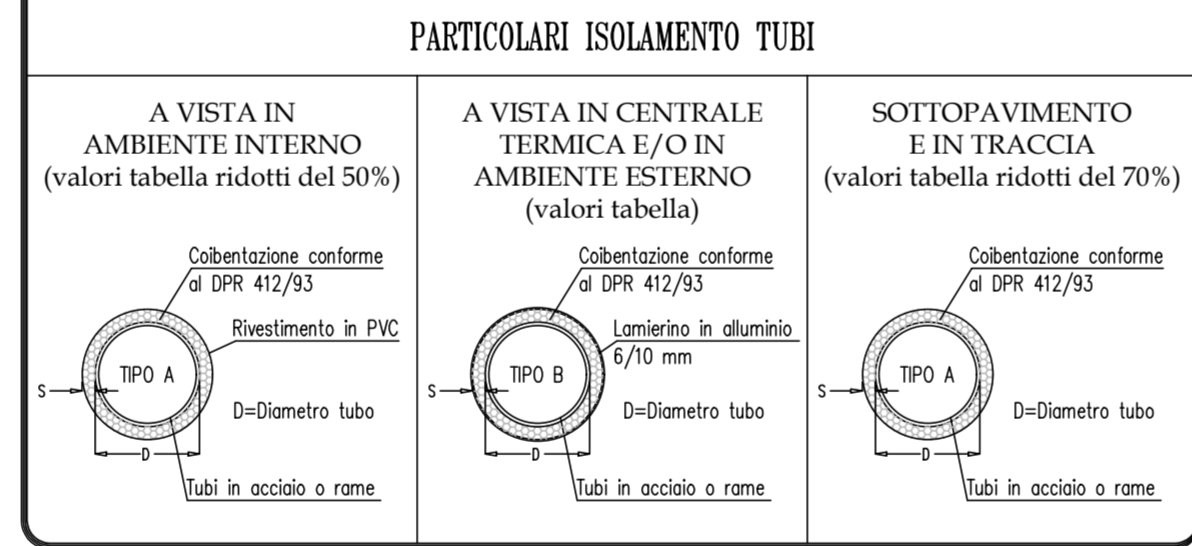 PARTICOLARI ISOLAMENTO TUBI
A VISTA IN
AMBIENTE INTERNO
(valori tabella ridotti del 50%)
Coibentazione conforme
al DPR 412/93
Rivestimento in PVC
TIPO A
S
D=Diametro tubo
D
Tubi in acciaio o rame
A VISTA IN CENTRALE
TERMICA E/O IN
AMBIENTE ESTERNO
(valori tabella)
Coibentazione conforme
al DPR 412/93
Lamierino in alluminio
6/10 mm
TIPO B
S
D=Diametro tubo
D
Tubi in acciaio o rame
SOTTOPAVIMENTO
E IN TRACCIA
(valori tabella ridotti del 70%)
Coibentazione conforme
al DPR 412/93
TIPO A
S
D=Diametro tubo
D
Tubi in acciaio o rame